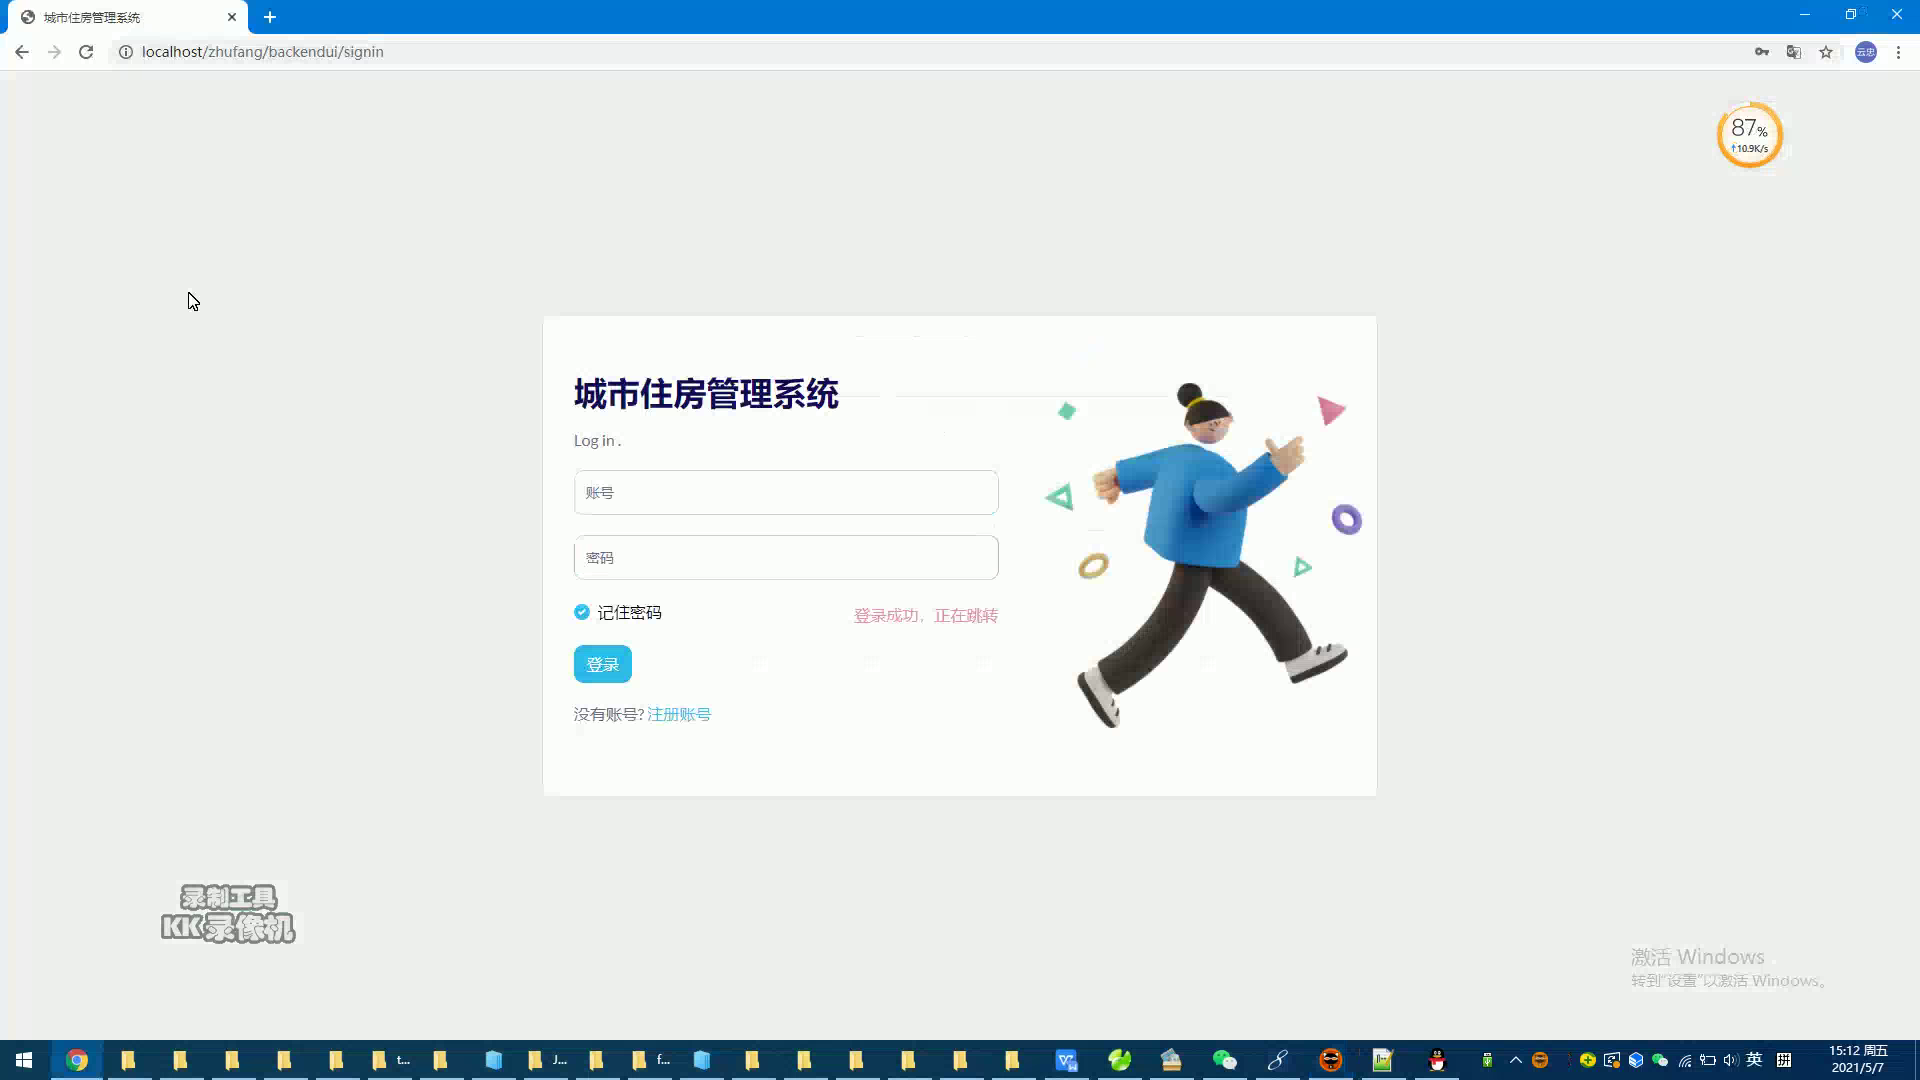 城市住房管理系统
localhost/zhufang/backendui/signin
云忠
87%
↑10.9K/s
城市住房管理系统
Log in .
账号
密码
记住密码
登录成功，正在跳转
登录
没有账号? 注册账号
录制工具
KK录像机
激活 Windows
转到“设置”以激活 Windows。
t...
J...
f...
英
拼
15:12 周五
2021/5/7